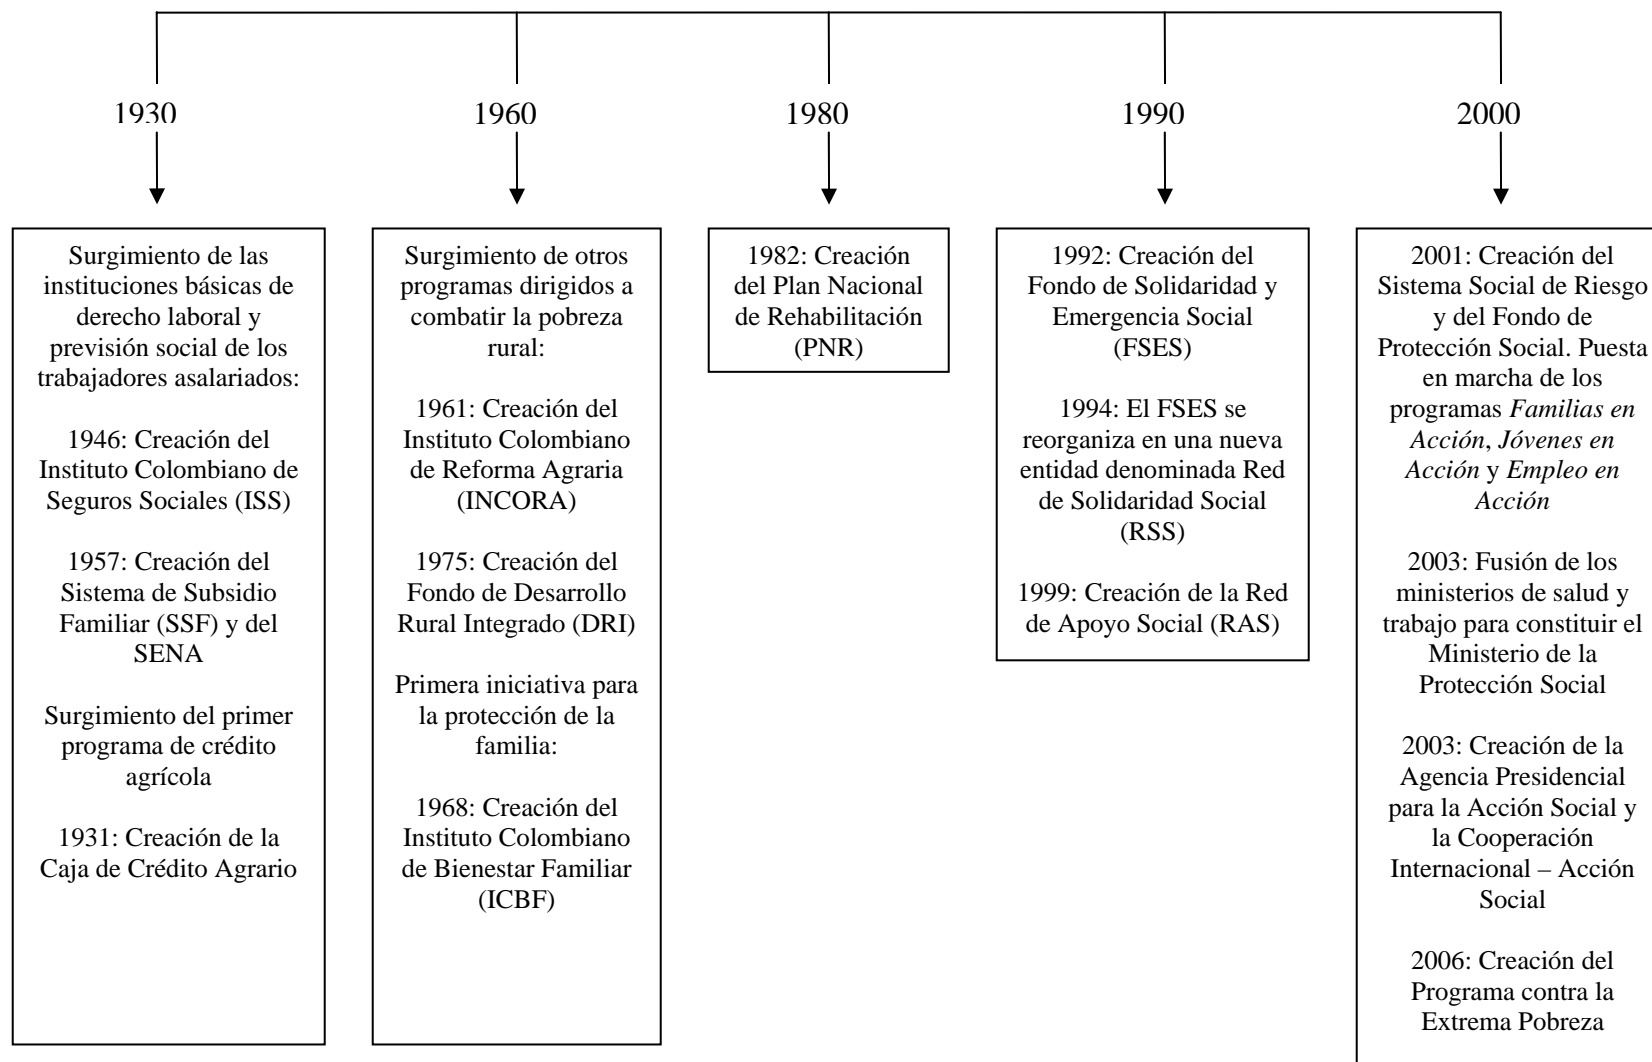 1930
1960
1980
1990
2000
Surgimiento de las
instituciones básicas de
derecho laboral y
previsión social de los
trabajadores asalariados:
1946: Creación del
Instituto Colombiano de
Seguros Sociales (ISS)
1957: Creación del
Sistema de Subsidio
Familiar (SSF) y del
SENA
Surgimiento del primer
programa de crédito
agrícola
1931: Creación de la
Caja de Crédito Agrario
Surgimiento de otros
programas dirigidos a
combatir la pobreza
rural:
1961: Creación del
Instituto Colombiano
de Reforma Agraria
(INCORA)
1975: Creación del
Fondo de Desarrollo
Rural Integrado (DRI)
Primera iniciativa para
la protección de la
familia:
1968: Creación del
Instituto Colombiano
de Bienestar Familiar
(ICBF)
1982: Creación
del Plan Nacional
de Rehabilitación
(PNR)
1992: Creación del
Fondo de Solidaridad y
Emergencia Social
(FSES)
1994: El FSES se
reorganiza en una nueva
entidad denominada Red
de Solidaridad Social
(RSS)
1999: Creación de la Red
de Apoyo Social (RAS)
2001: Creación del
Sistema Social de Riesgo
y del Fondo de
Protección Social. Puesta
en marcha de los
programas Familias en
Acción, Jóvenes en
Acción y Empleo en
Acción
2003: Fusión de los
ministerios de salud y
trabajo para constituir el
Ministerio de la
Protección Social
2003: Creación de la
Agencia Presidencial
para la Acción Social y
la Cooperación
Internacional – Acción
Social
2006: Creación del
Programa contra la
Extrema Pobreza